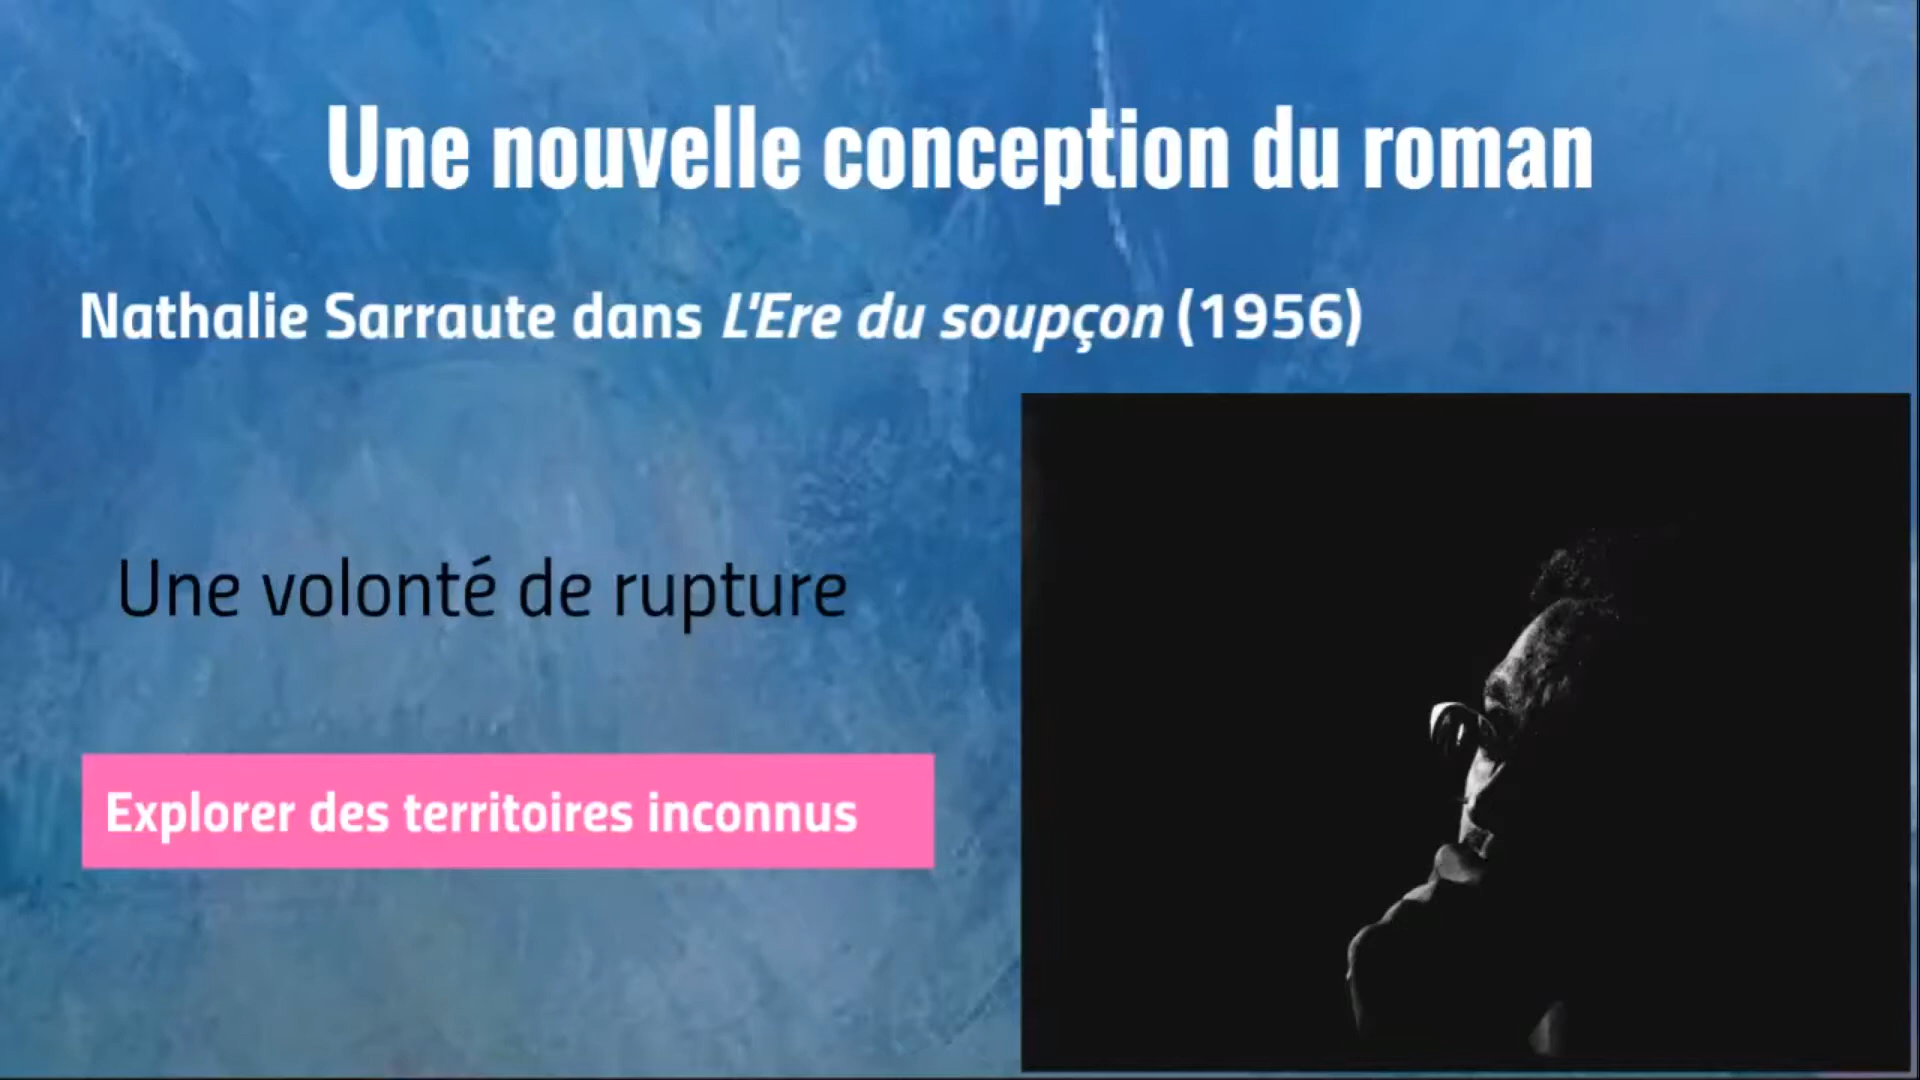 Une nouvelle conception du roman
Nathalie Sarraute dans L'Ere du soupçon (1956)
Une volonté de rupture
Explorer des territoires inconnus